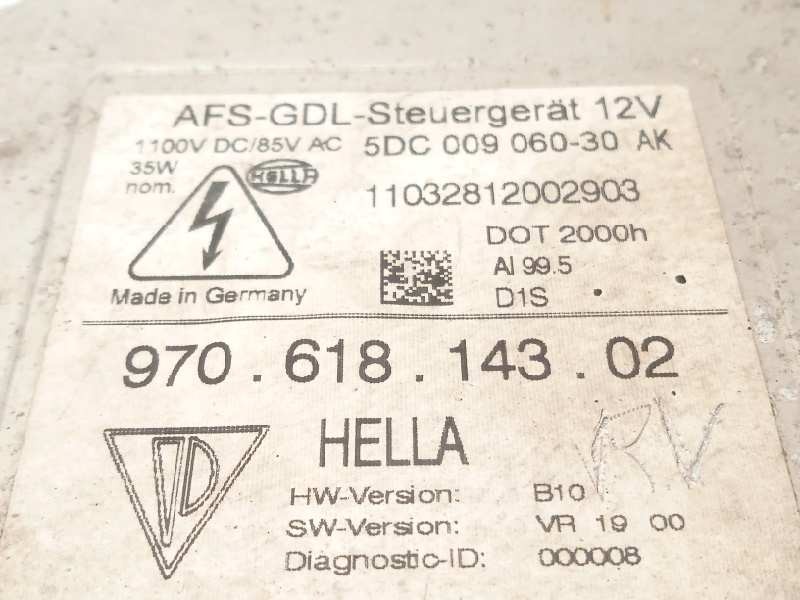 AFS-GDL-Steuergerät 12V
1100V DC/85V AC 5DC 009 060-30 AK
35W
nom.
HELLA
11032812002903
DOT 2000h
Al 99.5
D1S
Made in Germany
970.618.143.02
HELLA
RV
HW-Version: B10
SW-Version: VR 19 00
Diagnostic-ID: 000008